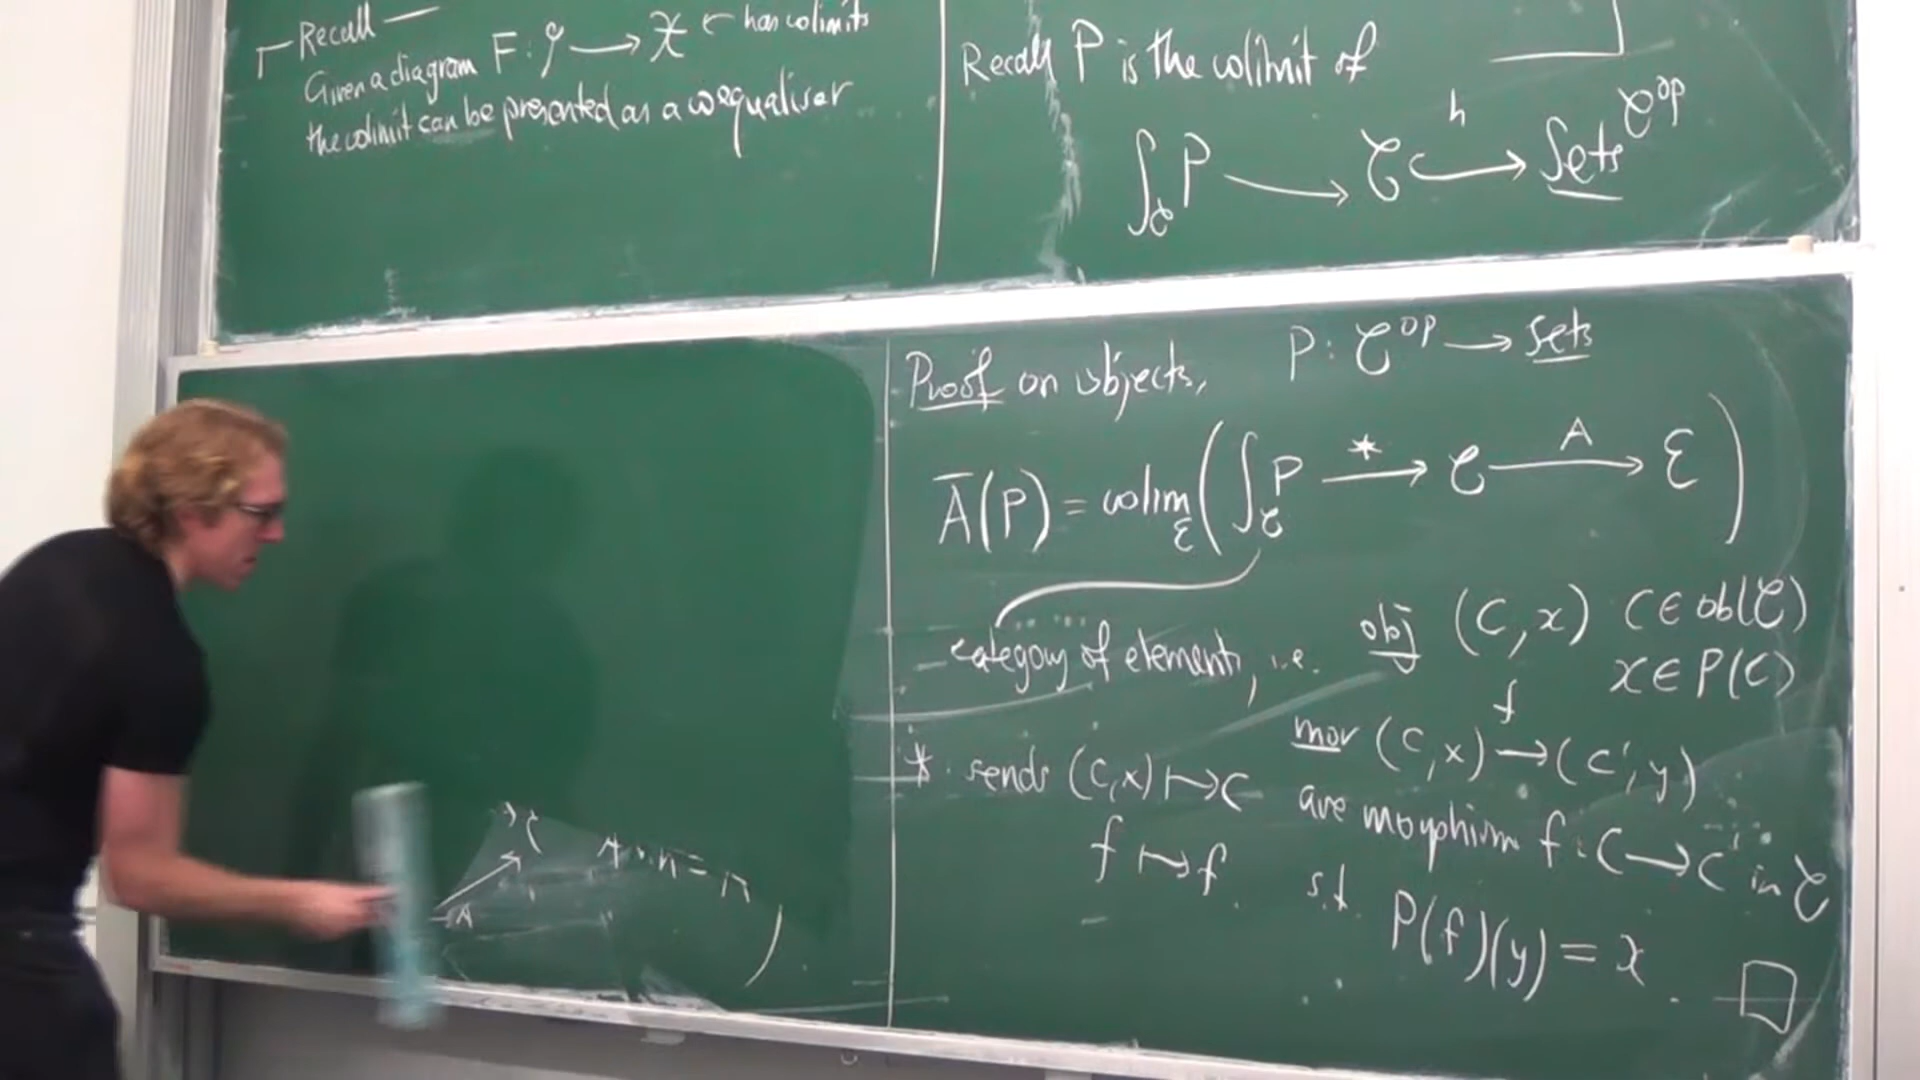 Recall —
Given a diagram F : 𝒥 → 𝒳 ← has colimits
the colimit can be presented as a coequaliser
Recall P is the colimit of
∫_𝒞 P → 𝒞 ↪^h Sets^{𝒞^op}
Proof on objects, P : 𝒞^op → Sets
Ā(P) = colim_ℰ ( ∫_𝒞 P →^* 𝒞 →^A ℰ )
category of elements, i.e. obj (C, x) C ∈ ob(𝒞)
x ∈ P(C)
mor (C, x) →^f (C', y)
are morphism f : C → C' in 𝒞
s.t. P(f)(y) = x . □
* sends (C, x) ↦ C
f ↦ f .